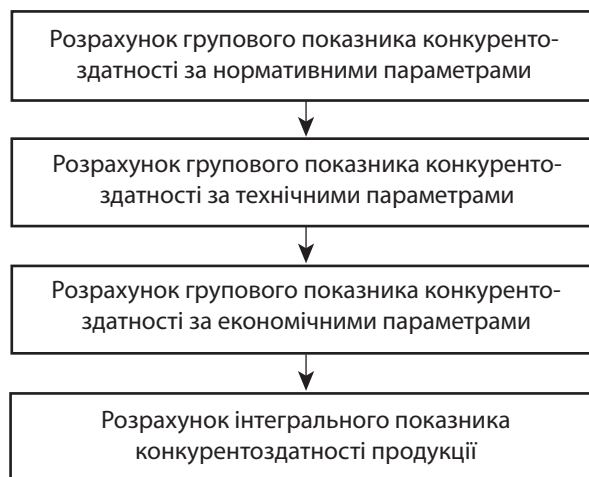 Розрахунок групового показника конкуренто-
здатності за нормативними параметрами
Розрахунок групового показника конкуренто-
здатності за технічними параметрами
Розрахунок групового показника конкуренто-
здатності за економічними параметрами
Розрахунок інтегрального показника
конкурентоздатності продукції